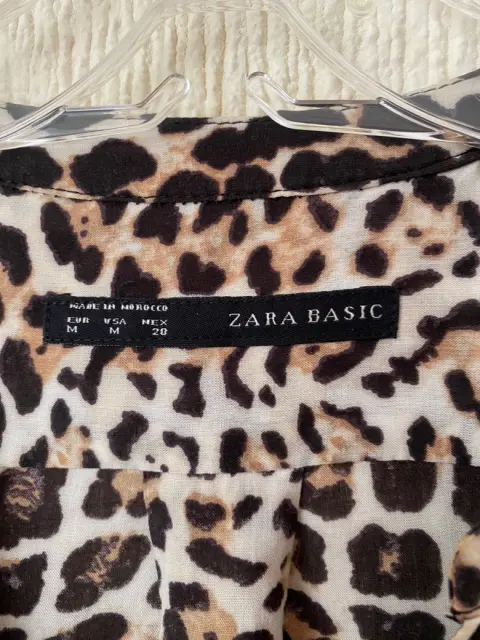 MADE IN MOROCCO
EUR USA MEX
M M 28
ZARA BASIC